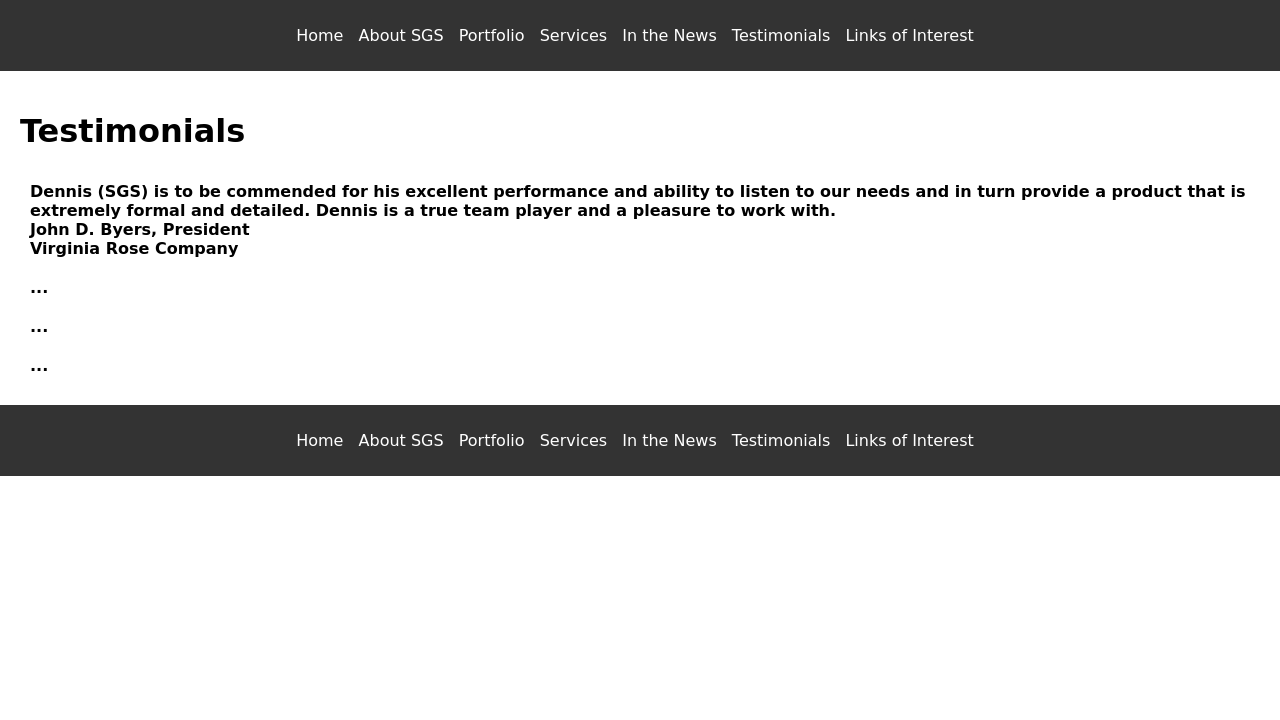 Home About SGS Portfolio Services In the News Testimonials Links of Interest
Testimonials
Dennis (SGS) is to be commended for his excellent performance and ability to listen to our needs and in turn provide a product that is
extremely formal and detailed. Dennis is a true team player and a pleasure to work with.
John D. Byers, President
Virginia Rose Company
...
...
...
Home About SGS Portfolio Services In the News Testimonials Links of Interest